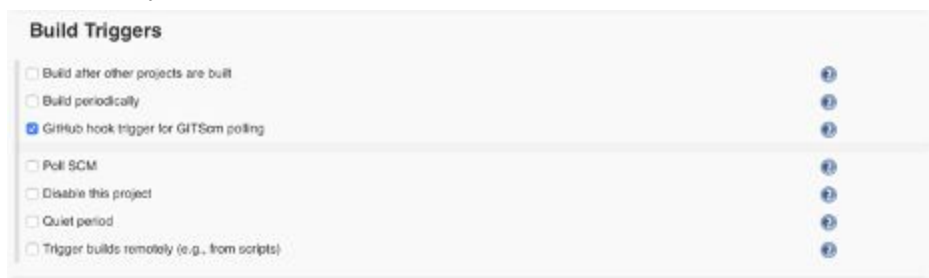 Build Triggers
Build after other projects are built
Build periodically
GitHub hook trigger for GITScm polling
Poll SCM
Disable this project
Quiet period
Trigger builds remotely (e.g., from scripts)